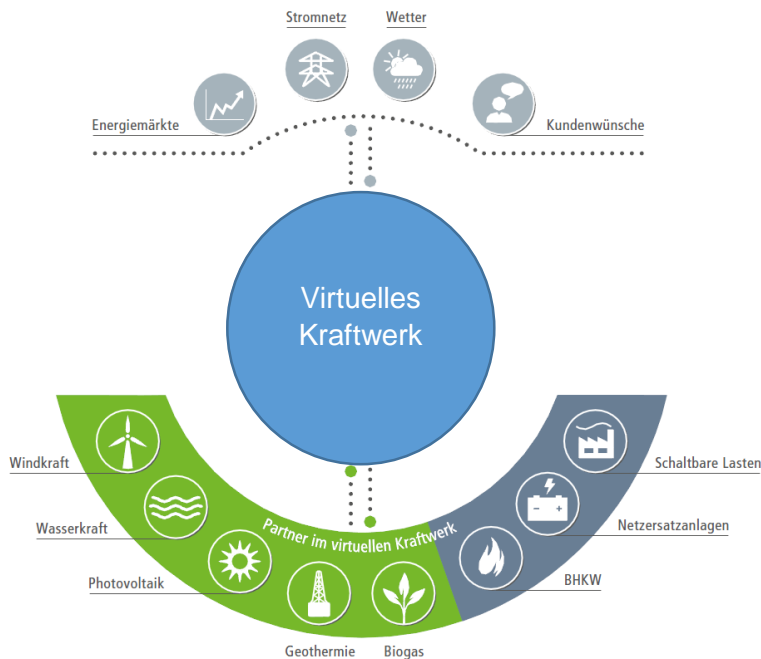 Stromnetz
Wetter
Energiemärkte
Kundenwünsche
Virtuelles
Kraftwerk
Windkraft
Schaltbare Lasten
Wasserkraft
Netzersatzanlagen
Partner im virtuellen Kraftwerk
Photovoltaik
BHKW
Geothermie
Biogas